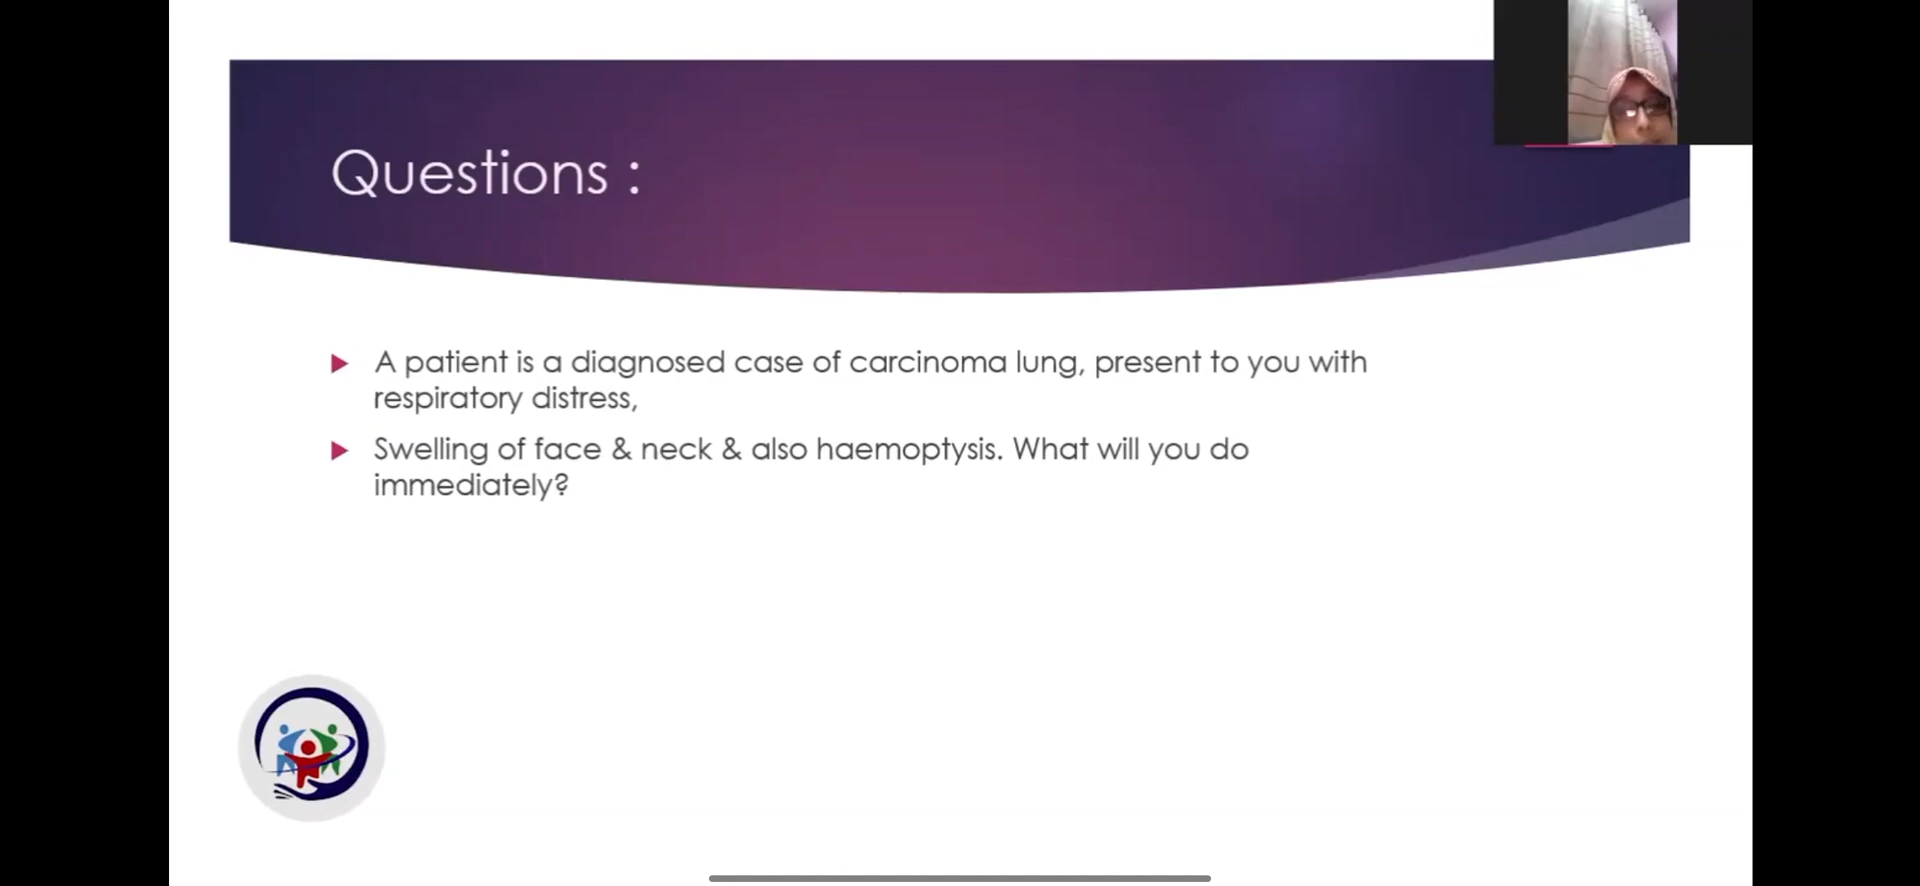 Questions :
A patient is a diagnosed case of carcinoma lung, present to you with
respiratory distress,
Swelling of face & neck & also haemoptysis. What will you do
immediately?